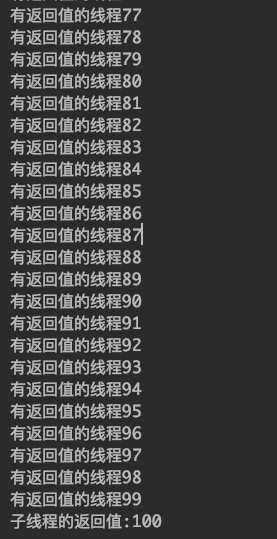 有返回值的线程77
有返回值的线程78
有返回值的线程79
有返回值的线程80
有返回值的线程81
有返回值的线程82
有返回值的线程83
有返回值的线程84
有返回值的线程85
有返回值的线程86
有返回值的线程87
有返回值的线程88
有返回值的线程89
有返回值的线程90
有返回值的线程91
有返回值的线程92
有返回值的线程93
有返回值的线程94
有返回值的线程95
有返回值的线程96
有返回值的线程97
有返回值的线程98
有返回值的线程99
子线程的返回值:100